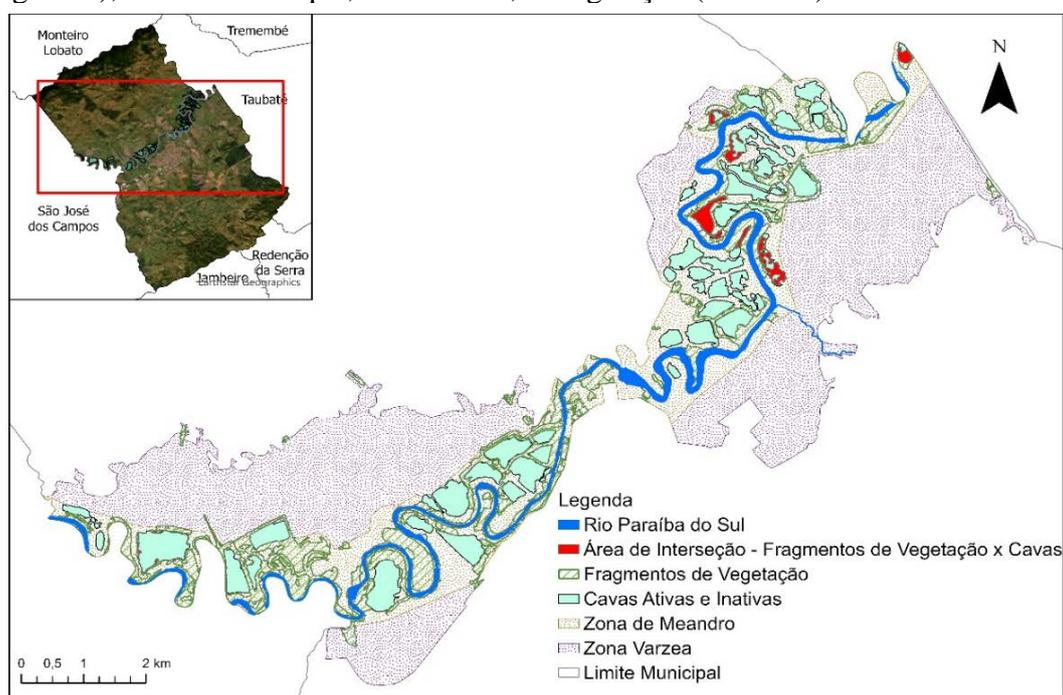 Monteiro
Lobato
Tremembé
Taubaté
São José
dos Campos
Redenção
da Serra
Jambeiro
Earthstar Geographics
N
Legenda
Rio Paraíba do Sul
Área de Interseção - Fragmentos de Vegetação x Cavas
Fragmentos de Vegetação
Cavas Ativas e Inativas
Zona de Meandro
Zona Varzea
Limite Municipal
0 0,5 1 2 km